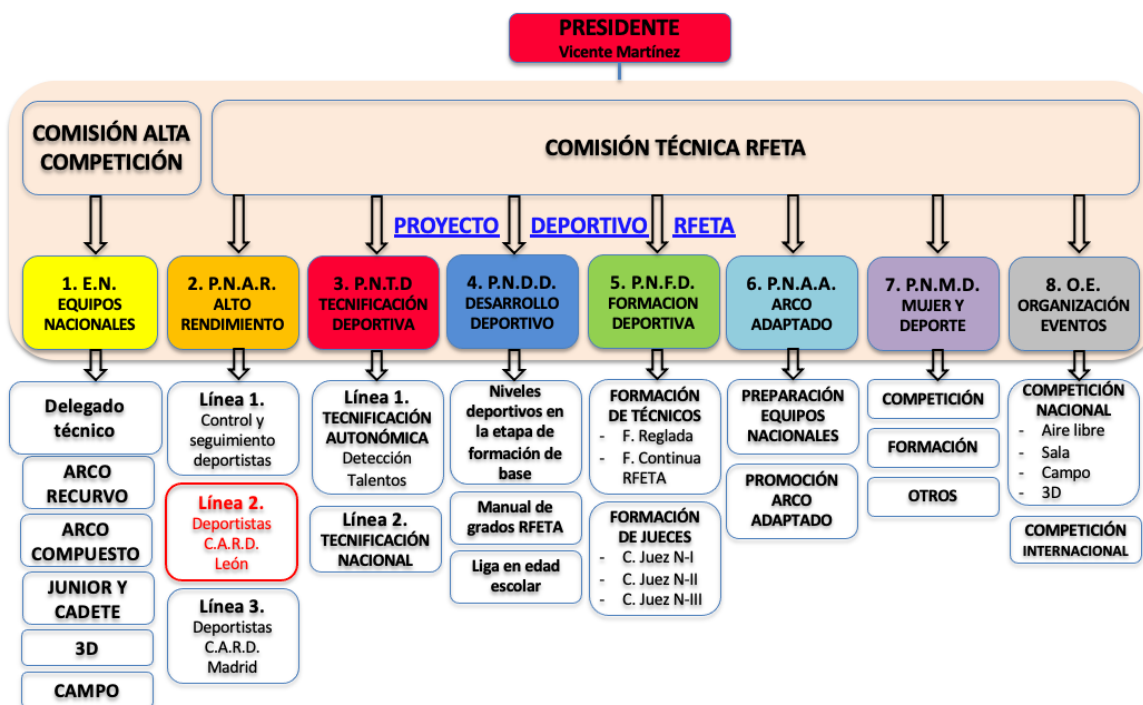 PRESIDENTE
Vicente Martínez
COMISIÓN ALTA
COMPETICIÓN
COMISIÓN TÉCNICA RFETA
PROYECTO DEPORTIVO RFETA
1. E.N.
EQUIPOS
NACIONALES
2. P.N.A.R.
ALTO
RENDIMIENTO
3. P.N.T.D
TECNIFICACIÓN
DEPORTIVA
4. P.N.D.D.
DESARROLLO
DEPORTIVO
5. P.N.F.D.
FORMACION
DEPORTIVA
6. P.N.A.A.
ARCO
ADAPTADO
7. P.N.M.D.
MUJER Y
DEPORTE
8. O.E.
ORGANIZACIÓN
EVENTOS
Delegado
técnico
ARCO
RECURVO
ARCO
COMPUESTO
JUNIOR Y
CADETE
3D
CAMPO
Línea 1.
Control y
seguimiento
deportistas
Línea 2.
Deportistas
C.A.R.D.
León
Línea 3.
Deportistas
C.A.R.D.
Madrid
Línea 1.
TECNIFICACIÓN
AUTONÓMICA
Detección
Talentos
Línea 2.
TECNIFICACIÓN
NACIONAL
Niveles
deportivos en
la etapa de
formación de
base
Manual de
grados RFETA
Liga en edad
escolar
FORMACIÓN
DE TÉCNICOS
- F. Reglada
- F. Continua
RFETA
FORMACIÓN
DE JUECES
- C. Juez N-I
- C. Juez N-II
- C. Juez N-III
PREPARACIÓN
EQUIPOS
NACIONALES
PROMOCIÓN
ARCO
ADAPTADO
COMPETICIÓN
FORMACIÓN
OTROS
COMPETICIÓN
NACIONAL
- Aire libre
- Sala
- Campo
- 3D
COMPETICIÓN
INTERNACIONAL